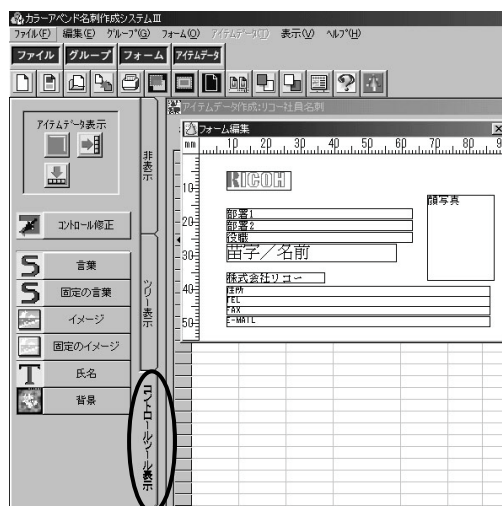 カラーアペンド名刺作成システムⅢ
ファイル(F) 編集(E) グループ(G) フォーム(O) アイテムデータ(I) 表示(V) ヘルプ(H)
ファイル グループ フォーム アイテムデータ
アイテムデータ作成:リコー社員名刺
アイテムデータ表示
コントロール修正
言葉
固定の言葉
イメージ
固定のイメージ
氏名
背景
非表示
ツリー表示
コントロールツール表示
フォーム編集
mm 10 20 30 40 50 60 70 80 9
10
20
30
40
50
RICOH
顔写真
部署1
部署2
役職
苗字/名前
株式会社リコー
住所
TEL
FAX
E-MAIL